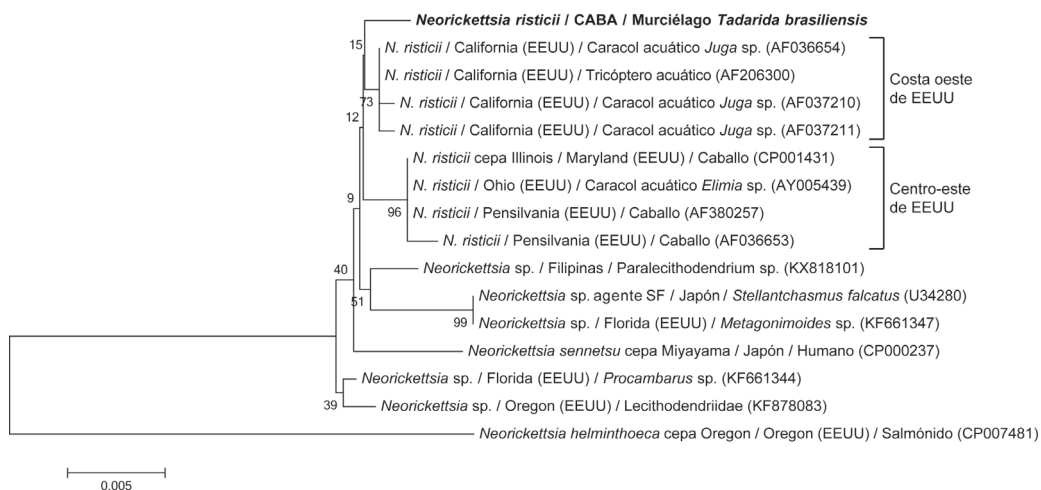 Neorickettsia risticii / CABA / Murciélago Tadarida brasiliensis
15
N. risticii / California (EEUU) / Caracol acuático Juga sp. (AF036654)
N. risticii / California (EEUU) / Tricóptero acuático (AF206300)
Costa oeste
de EEUU
73
N. risticii / California (EEUU) / Caracol acuático Juga sp. (AF037210)
12
N. risticii / California (EEUU) / Caracol acuático Juga sp. (AF037211)
N. risticii cepa Illinois / Maryland (EEUU) / Caballo (CP001431)
N. risticii / Ohio (EEUU) / Caracol acuático Elimia sp. (AY005439)
Centro-este
de EEUU
9
96
N. risticii / Pensilvania (EEUU) / Caballo (AF380257)
N. risticii / Pensilvania (EEUU) / Caballo (AF036653)
40
Neorickettsia sp. / Filipinas / Paralecithodendrium sp. (KX818101)
51
Neorickettsia sp. agente SF / Japón / Stellantchasmus falcatus (U34280)
99
Neorickettsia sp. / Florida (EEUU) / Metagonimoides sp. (KF661347)
Neorickettsia sennetsu cepa Miyayama / Japón / Humano (CP000237)
Neorickettsia sp. / Florida (EEUU) / Procambarus sp. (KF661344)
39
Neorickettsia sp. / Oregon (EEUU) / Lecithodendriidae (KF878083)
Neorickettsia helminthoeca cepa Oregon / Oregon (EEUU) / Salmónido (CP007481)
0.005